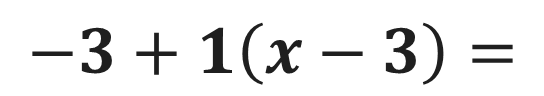 −3 + 1(x − 3) =